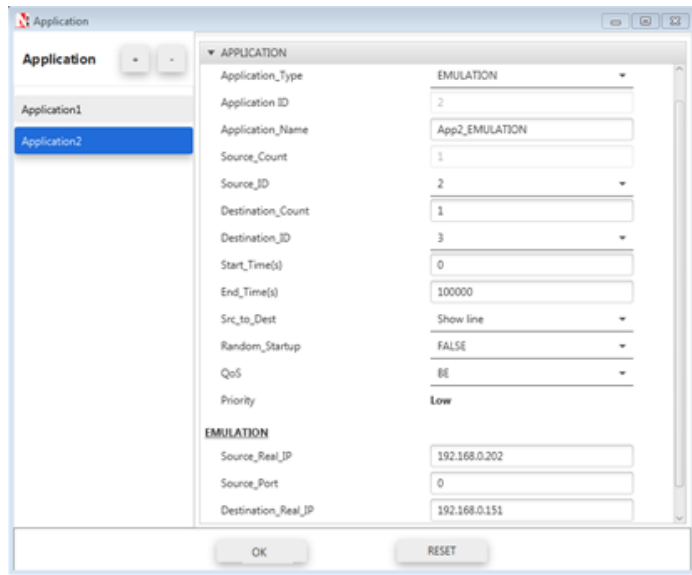 Application
Application + -
Application1
Application2
APPLICATION
Application_Type EMULATION
Application ID 2
Application_Name App2_EMULATION
Source_Count 1
Source_ID 2
Destination_Count 1
Destination_ID 3
Start_Time(s) 0
End_Time(s) 100000
Src_to_Dest Show line
Random_Startup FALSE
QoS BE
Priority Low
EMULATION
Source_Real_IP 192.168.0.202
Source_Port 0
Destination_Real_IP 192.168.0.151
OK RESET